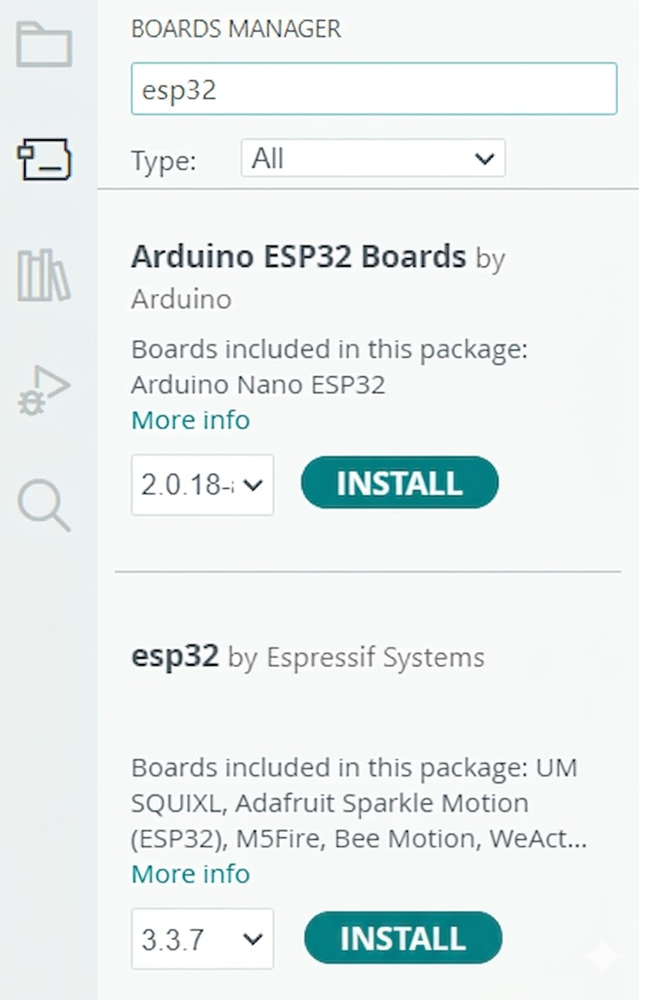 BOARDS MANAGER
esp32
Type: All
Arduino ESP32 Boards by
Arduino
Boards included in this package:
Arduino Nano ESP32
More info
2.0.18-
INSTALL
esp32 by Espressif Systems
Boards included in this package: UM
SQUIXL, Adafruit Sparkle Motion
(ESP32), M5Fire, Bee Motion, WeAct...
More info
3.3.7
INSTALL